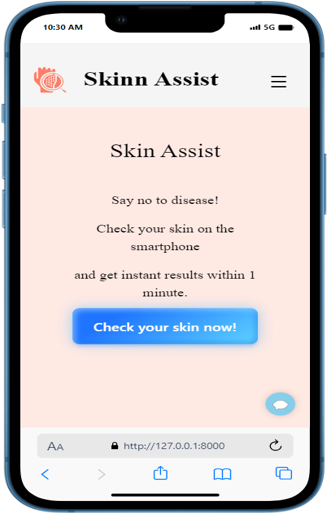 10:30 AM 5G
Skinn Assist
Skin Assist
Say no to disease!
Check your skin on the
smartphone
and get instant results within 1
minute.
Check your skin now!
AA http://127.0.0.1:8000